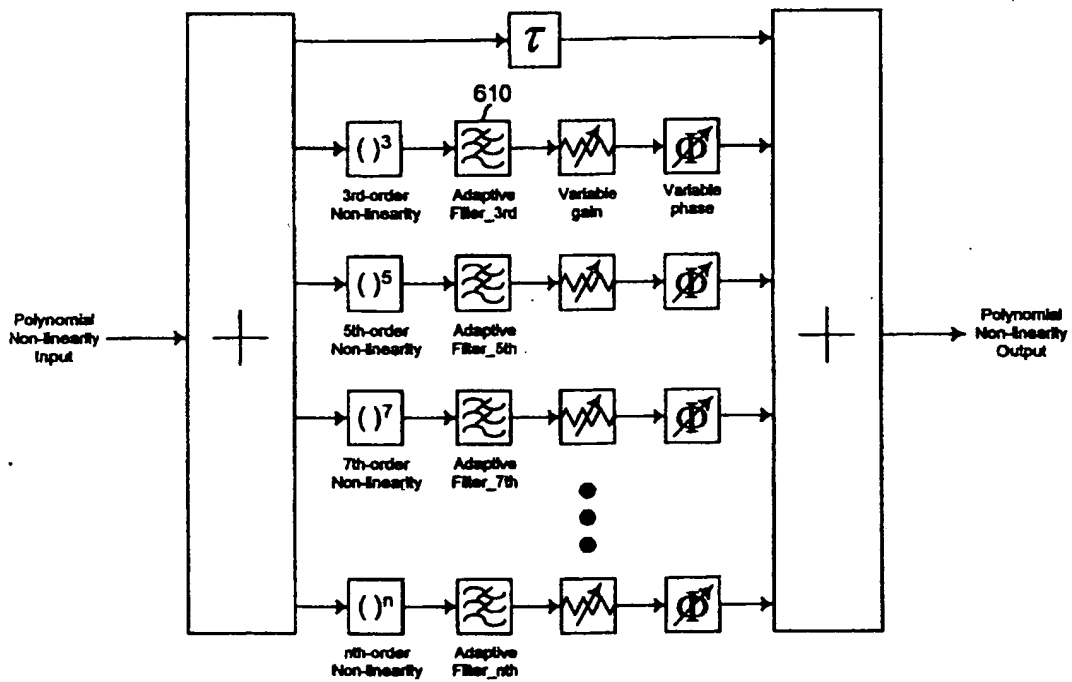 τ
610
( )3
3rd-order
Non-linearity
Adaptive
Filter_3rd
Variable
gain
Φ
Variable
phase
( )5
5th-order
Non-linearity
Adaptive
Filter_5th
Φ
Polynomial
Non-linearity
Input
+
+
Polynomial
Non-linearity
Output
( )7
7th-order
Non-linearity
Adaptive
Filter_7th
Φ
( )n
nth-order
Non-linearity
Adaptive
Filter_nth
Φ